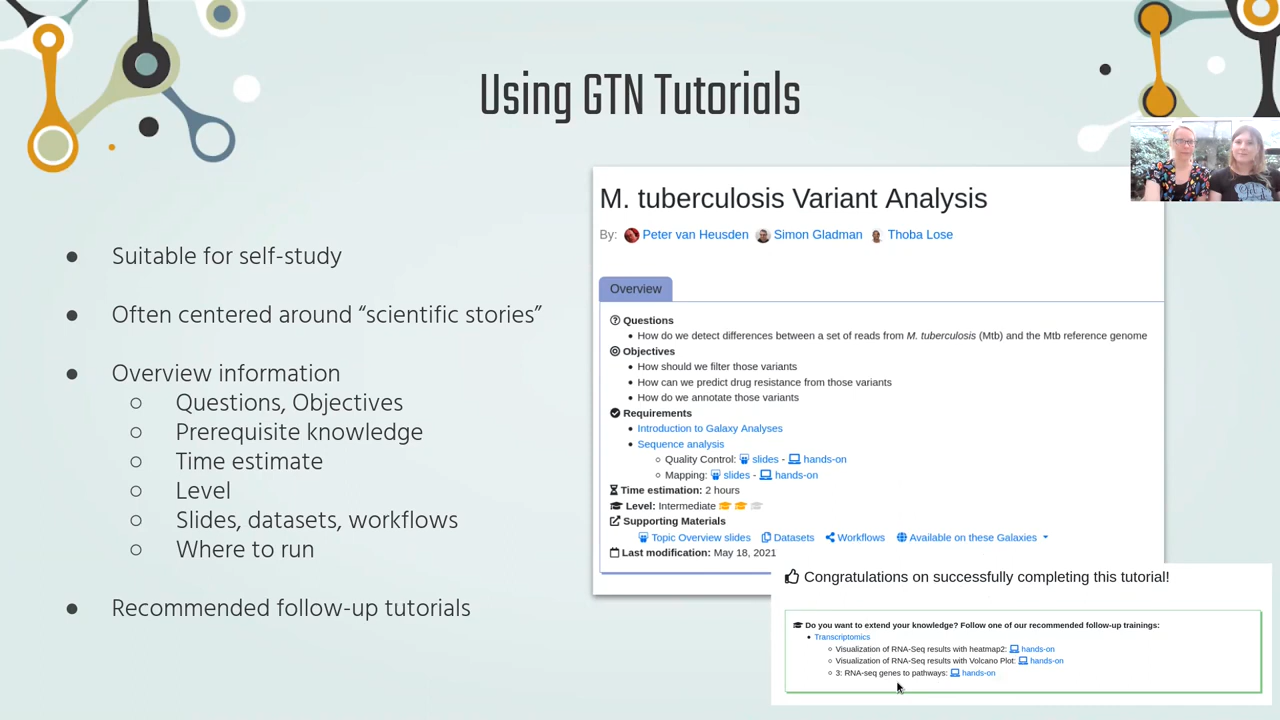 Using GTN Tutorials
● Suitable for self-study
● Often centered around “scientific stories”
● Overview information
○ Questions, Objectives
○ Prerequisite knowledge
○ Time estimate
○ Level
○ Slides, datasets, workflows
○ Where to run
● Recommended follow-up tutorials
M. tuberculosis Variant Analysis
By: Peter van Heusden Simon Gladman Thoba Lose
Overview
Questions
• How do we detect differences between a set of reads from M. tuberculosis (Mtb) and the Mtb reference genome
Objectives
• How should we filter those variants
• How can we predict drug resistance from those variants
• How do we annotate those variants
Requirements
• Introduction to Galaxy Analyses
• Sequence analysis
○ Quality Control: slides - hands-on
○ Mapping: slides - hands-on
Time estimation: 2 hours
Level: Intermediate
Supporting Materials
Topic Overview slides Datasets Workflows Available on these Galaxies
Last modification: May 18, 2021
Congratulations on successfully completing this tutorial!
Do you want to extend your knowledge? Follow one of our recommended follow-up trainings:
• Transcriptomics
○ Visualization of RNA-Seq results with heatmap2: hands-on
○ Visualization of RNA-Seq results with Volcano Plot: hands-on
○ 3: RNA-seq genes to pathways: hands-on